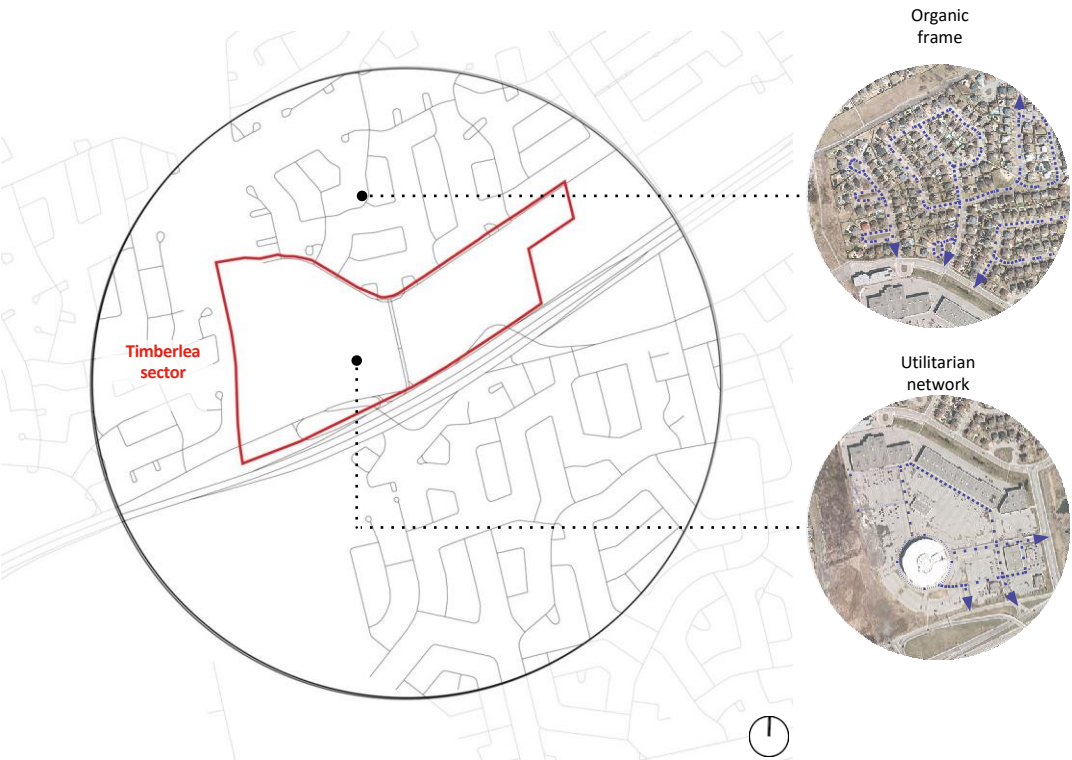 Organic
frame
Timberlea
sector
Utilitarian
network